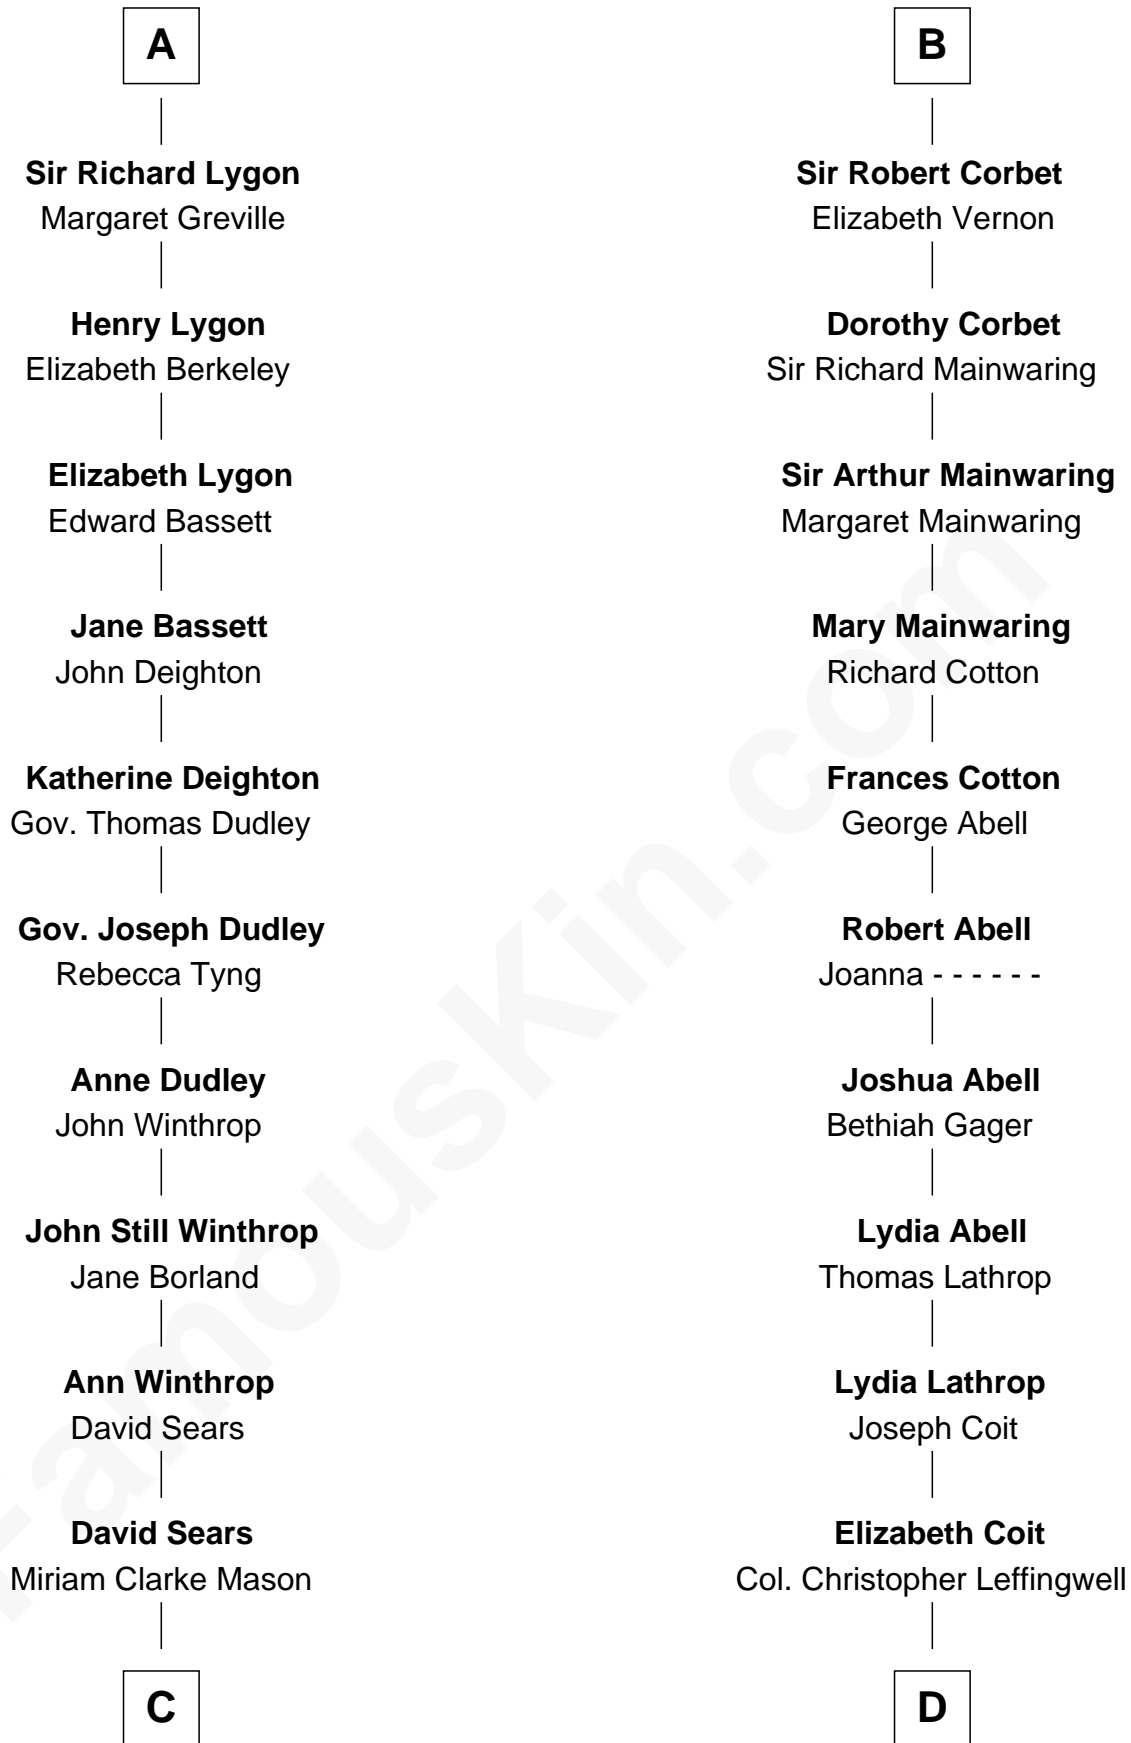 A
Sir Richard Lygon
Margaret Greville
Henry Lygon
Elizabeth Berkeley
Elizabeth Lygon
Edward Bassett
Jane Bassett
John Deighton
Katherine Deighton
Gov. Thomas Dudley
Gov. Joseph Dudley
Rebecca Tyng
Anne Dudley
John Winthrop
John Still Winthrop
Jane Borland
Ann Winthrop
David Sears
David Sears
Miriam Clarke Mason
C
B
Sir Robert Corbet
Elizabeth Vernon
Dorothy Corbet
Sir Richard Mainwaring
Sir Arthur Mainwaring
Margaret Mainwaring
Mary Mainwaring
Richard Cotton
Frances Cotton
George Abell
Robert Abell
Joanna - - - - - -
Joshua Abell
Bethiah Gager
Lydia Abell
Thomas Lathrop
Lydia Lathrop
Joseph Coit
Elizabeth Coit
Col. Christopher Leffingwell
D
FamousKin.com